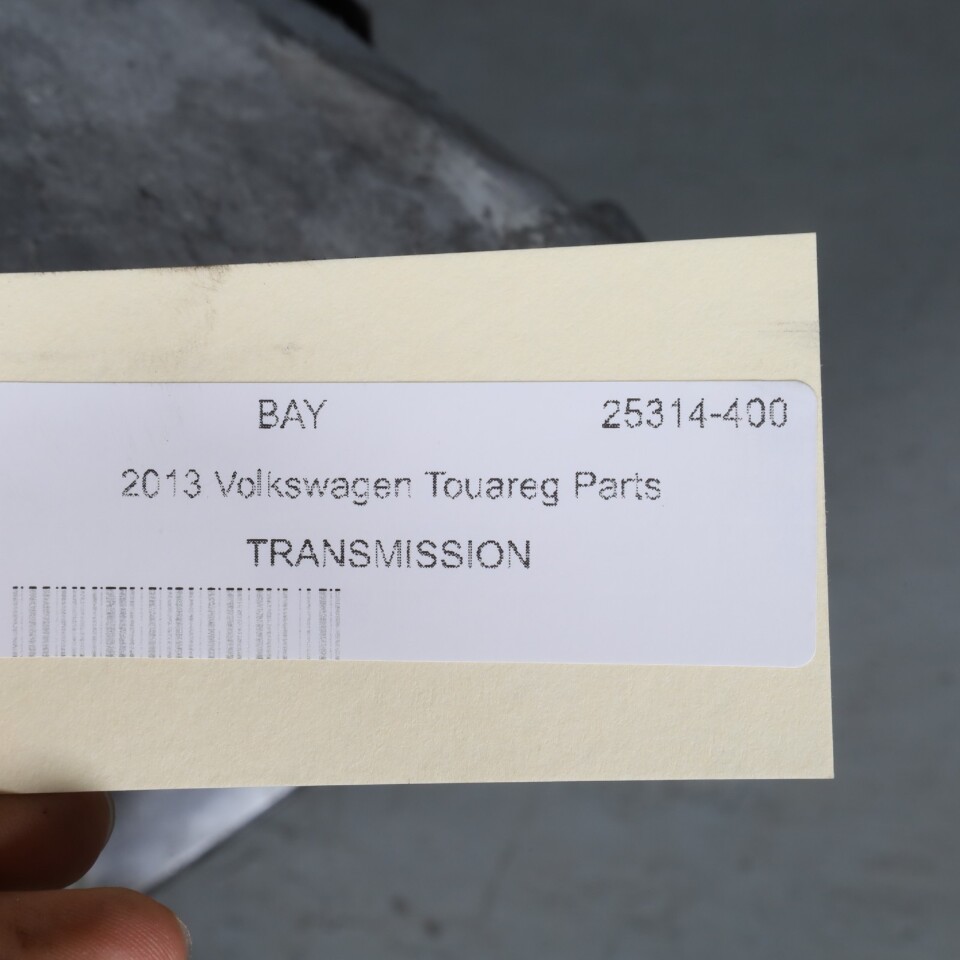 BAY 25314-400
2013 Volkswagen Touareg Parts
TRANSMISSION